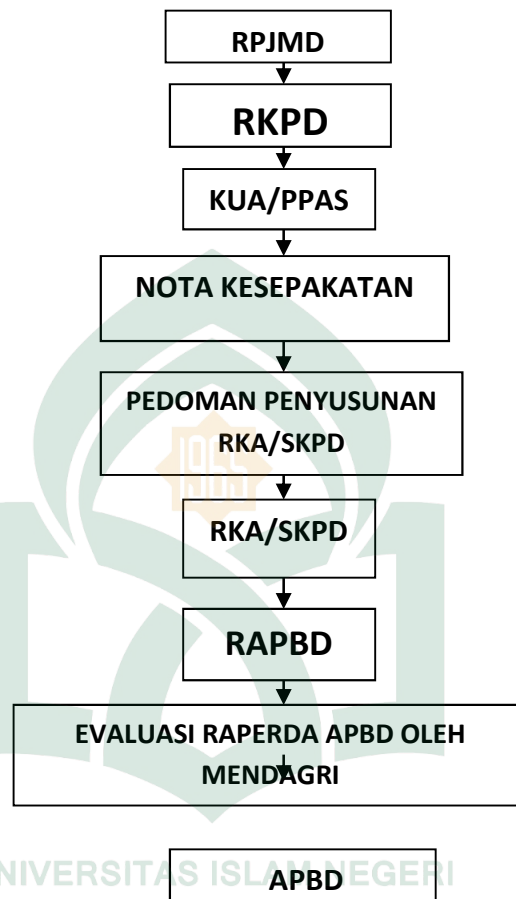 RPJMD
RKPD
KUA/PPAS
NOTA KESEPAKATAN
PEDOMAN PENYUSUNAN
RKA/SKPD
1965
RKA/SKPD
RAPBD
EVALUASI RAPERDA APBD OLEH
MENDAGRI
NIVERSITAS ISLAM NEGERI
APBD